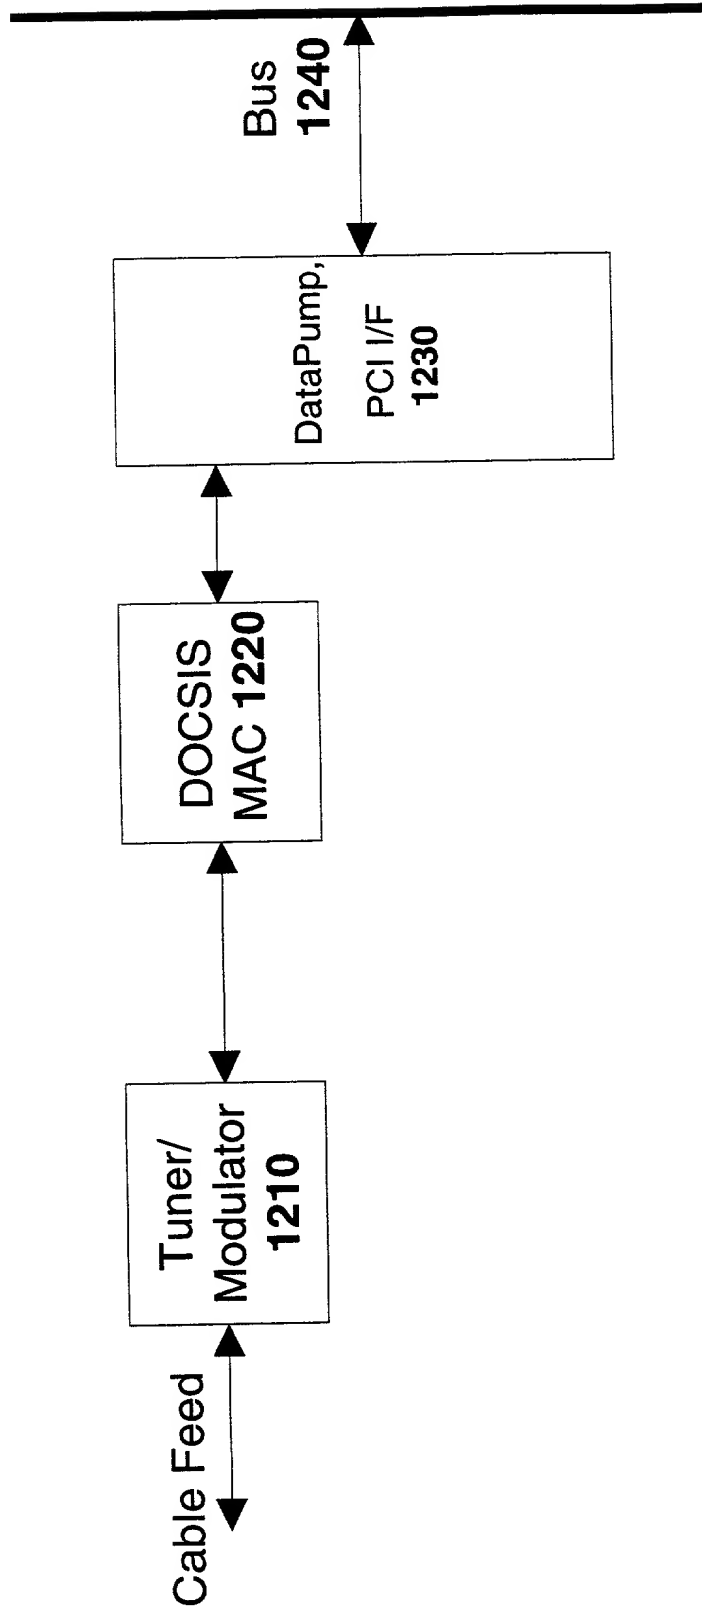 Cable Feed
Tuner/
Modulator
1210
DOCSIS
MAC 1220
DataPump,
PCI I/F
1230
Bus
1240